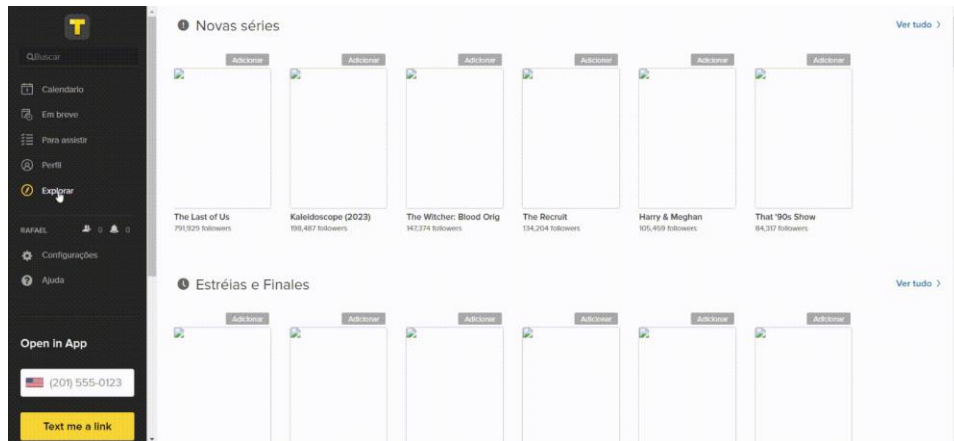 T
Buscar
Calendario
Em breve
Para assistir
Perfil
Explorar
RAFAEL 0 0
Configurações
Ajuda
Open in App
(201) 555-0123
Text me a link
Novas séries
Ver tudo
Adicionar Adicionar Adicionar Adicionar Adicionar Adicionar
The Last of Us Kaleidoscope (2023) The Witcher: Blood Orig The Recruit Harry & Meghan That '90s Show
791,929 followers 198,487 followers 147,374 followers 134,204 followers 105,459 followers 84,317 followers
Estréias e Finales
Ver tudo
Adicionar Adicionar Adicionar Adicionar Adicionar Adicionar